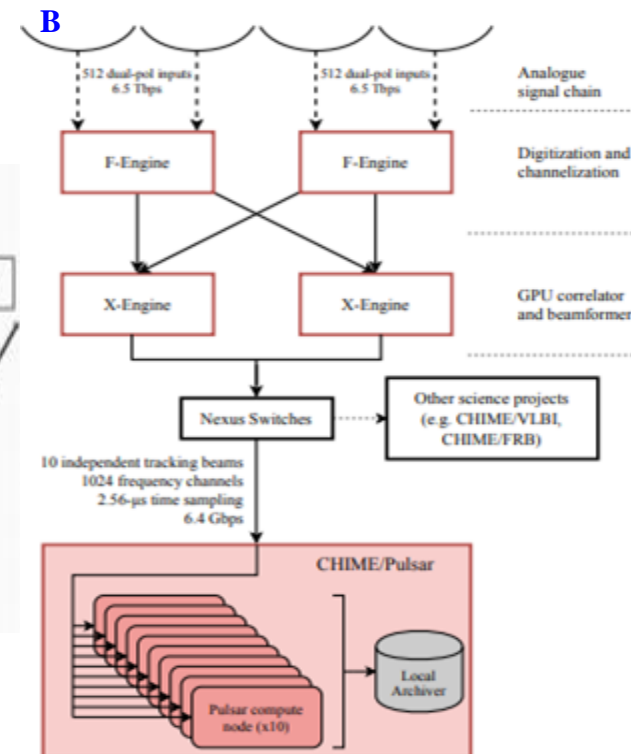 B
512 dual-pol inputs
6.5 Tbps
512 dual-pol inputs
6.5 Tbps
Analogue
signal chain
F-Engine
F-Engine
Digitization and
channelization
X-Engine
X-Engine
GPU correlator
and beamformer
Nexus Switches
Other science projects
(e.g. CHIME/VLBI,
CHIME/FRB)
10 independent tracking beams
1024 frequency channels
2.56-μs time sampling
6.4 Gbps
CHIME/Pulsar
Pulsar compute
node (x10)
Local
Archiver